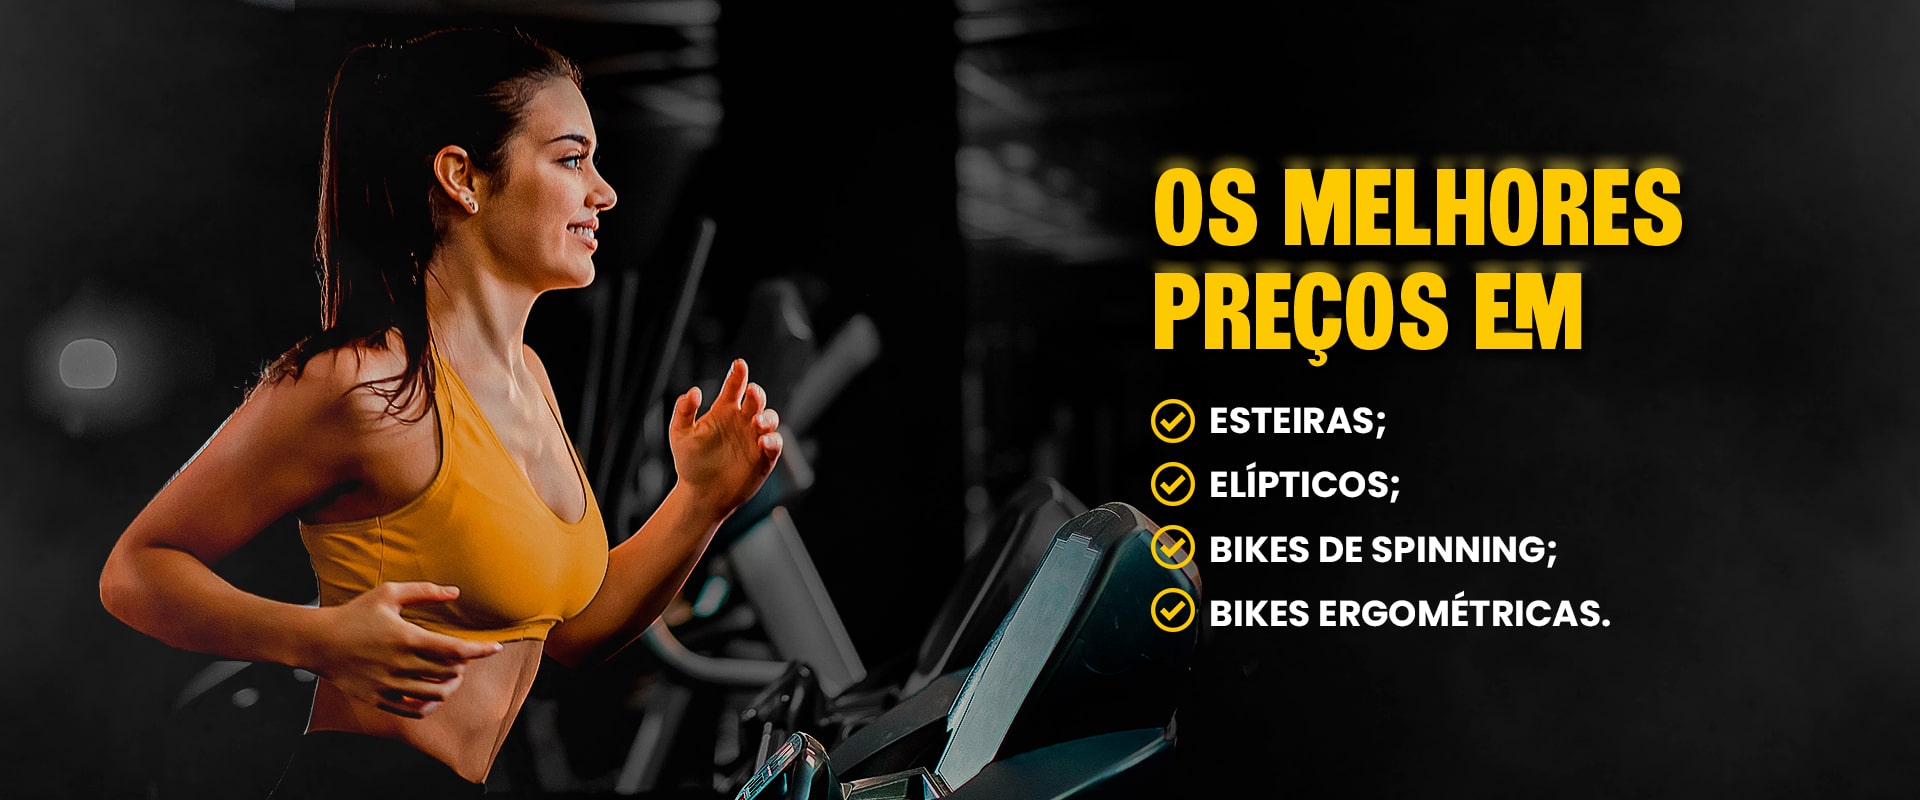 OS MELHORES
PREÇOS EM
ESTEIRAS;
ELÍPTICOS;
BIKES DE SPINNING;
BIKES ERGOMÉTRICAS.